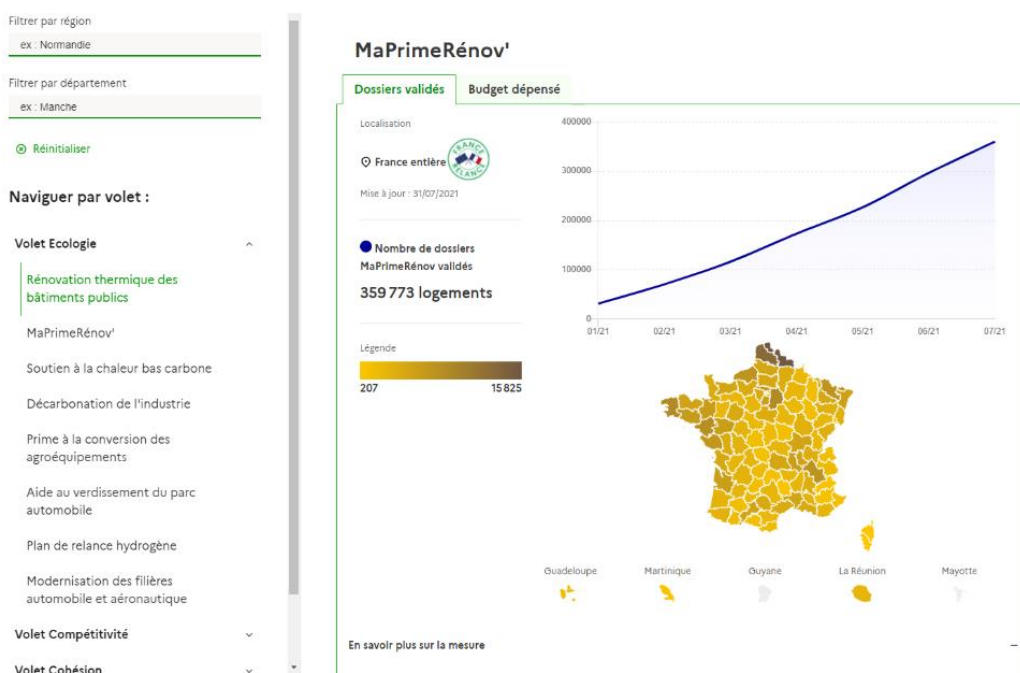 Filtrer par région
ex : Normandie
Filtrer par département
ex : Manche
Réinitialiser
Naviguer par volet :
Volet Ecologie
Rénovation thermique des
bâtiments publics
MaPrimeRénov'
Soutien à la chaleur bas carbone
Décarbonation de l'industrie
Prime à la conversion des
agroéquipements
Aide au verdissement du parc
automobile
Plan de relance hydrogène
Modernisation des filières
automobile et aéronautique
Volet Compétitivité
Volet Cohésion
MaPrimeRénov'
Dossiers validés
Budget dépensé
Localisation
France entière
FRANCE
RELANCE
Mise à jour : 31/07/2021
Nombre de dossiers
MaPrimeRénov validés
359 773 logements
Légende
207
15 825
400000
300000
200000
100000
0
01/21
02/21
03/21
04/21
05/21
06/21
07/21
Guadeloupe
Martinique
Guyane
La Réunion
Mayotte
En savoir plus sur la mesure